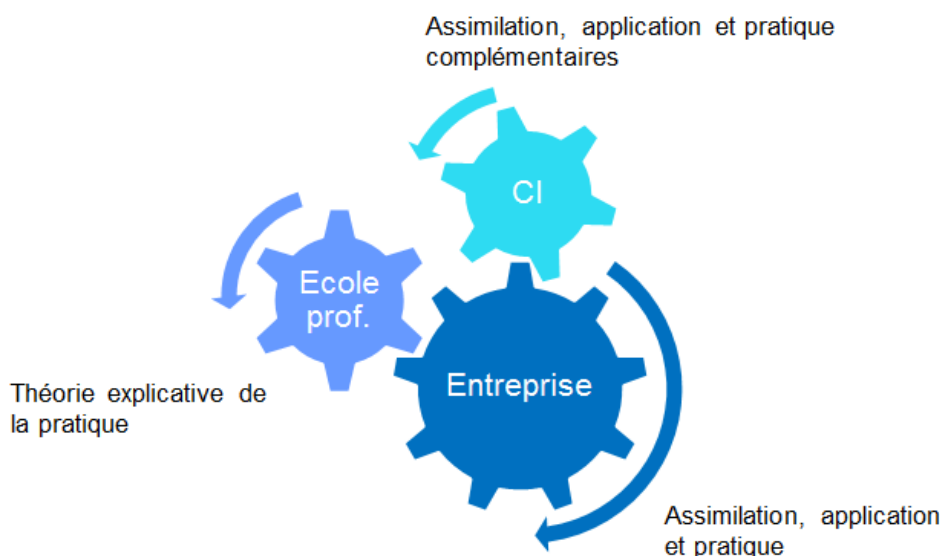 Assimilation, application et pratique
complémentaires
CI
Ecole
prof.
Entreprise
Théorie explicative de
la pratique
Assimilation, application
et pratique